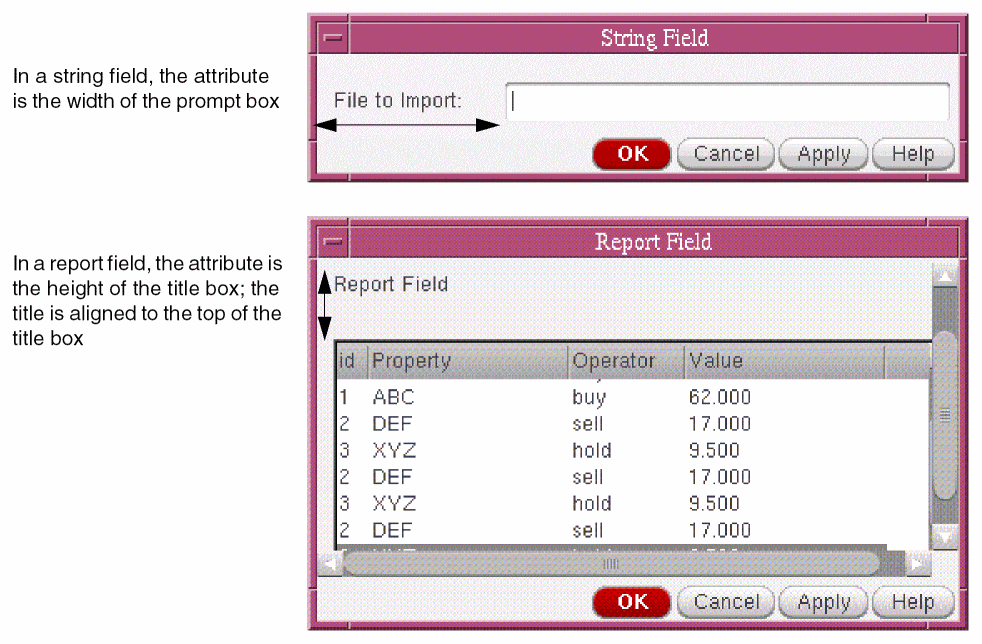 String Field
In a string field, the attribute
is the width of the prompt box
File to Import:
OK Cancel Apply Help
Report Field
In a report field, the attribute is
the height of the title box; the
title is aligned to the top of the
title box
Report Field
id Property Operator Value
1 ABC buy 62.000
2 DEF sell 17.000
3 XYZ hold 9.500
2 DEF sell 17.000
3 XYZ hold 9.500
2 DEF sell 17.000
OK Cancel Apply Help